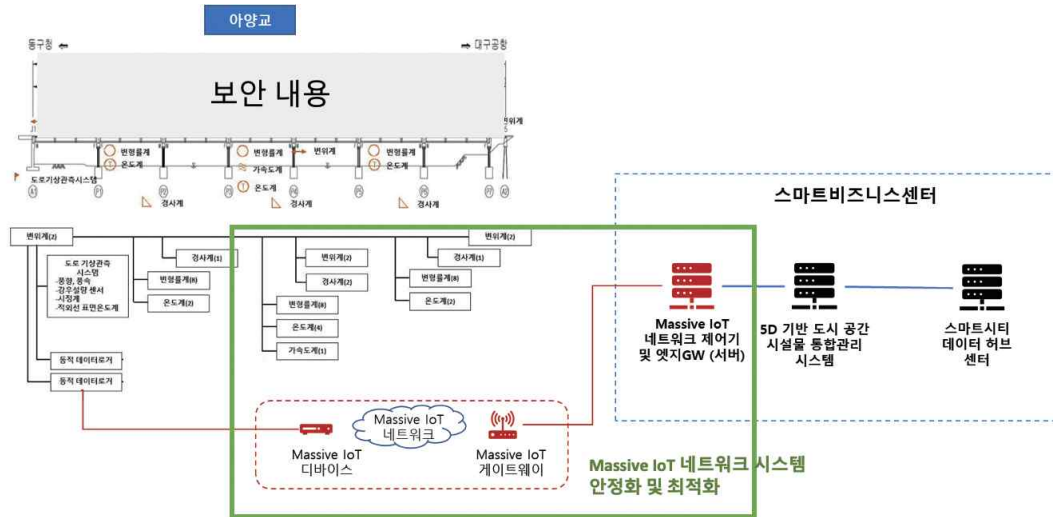 아양교
동구청
대구공항
보안 내용
변형률계
온도계
변형률계
가속도계
온도계
변위계
변형률계
온도계
도로기상관측시스템
A1
P1
P2
P3
P4
P5
P6
P7
A2
경사계
경사계
경사계
변위계(2)
도로 기상관측
시스템
-풍향, 풍속
-강우설량 센서
-시정계
-적외선 표면온도계
경사계(1)
변형률계(8)
온도계(2)
변위계(2)
경사계(2)
변형률계(8)
온도계(4)
가속도계(1)
변위계(2)
경사계(1)
변형률계(8)
온도계(2)
동적 데이터로거
동적 데이터로거
Massive IoT
디바이스
Massive IoT
네트워크
Massive IoT
게이트웨이
스마트비즈니스센터
Massive IoT
네트워크 제어기
및 엣지GW (서버)
5D 기반 도시 공간
시설물 통합관리
시스템
스마트시티
데이터 허브
센터
Massive IoT 네트워크 시스템
안정화 및 최적화